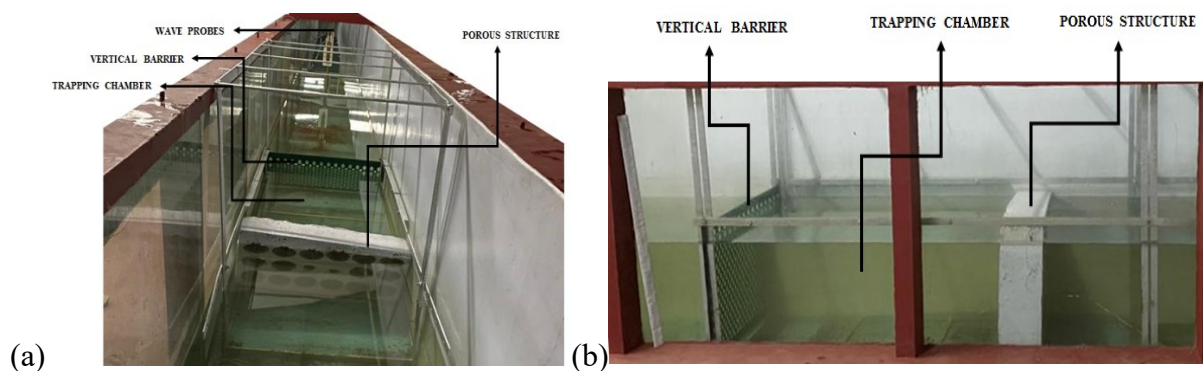 WAVE PROBES
POROUS STRUCTURE
VERTICAL BARRIER
TRAPPING CHAMBER
(a)
VERTICAL BARRIER
TRAPPING CHAMBER
POROUS STRUCTURE
(b)